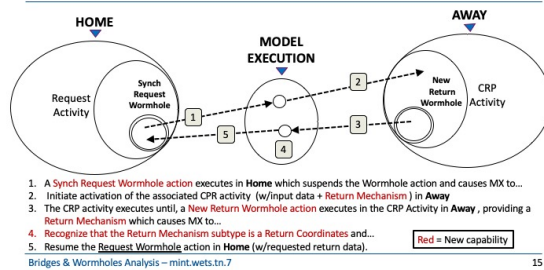 HOME
AWAY
MODEL
EXECUTION
Synch
Request
Wormhole
Request
Activity
New
Return
Wormhole
CRP
Activity
1
2
3
4
5
1. A Synch Request Wormhole action executes in Home which suspends the Wormhole action and causes MX to…
2. Initiate activation of the associated CPR activity (w/input data + Return Mechanism ) in Away
3. The CRP activity executes until, a New Return Wormhole action executes in the CRP Activity in Away , providing a
Return Mechanism which causes MX to…
4. Recognize that the Return Mechanism subtype is a Return Coordinates and…
5. Resume the Request Wormhole action in Home (w/requested return data).
Red = New capability
Bridges & Wormholes Analysis – mint.wets.tn.7
15